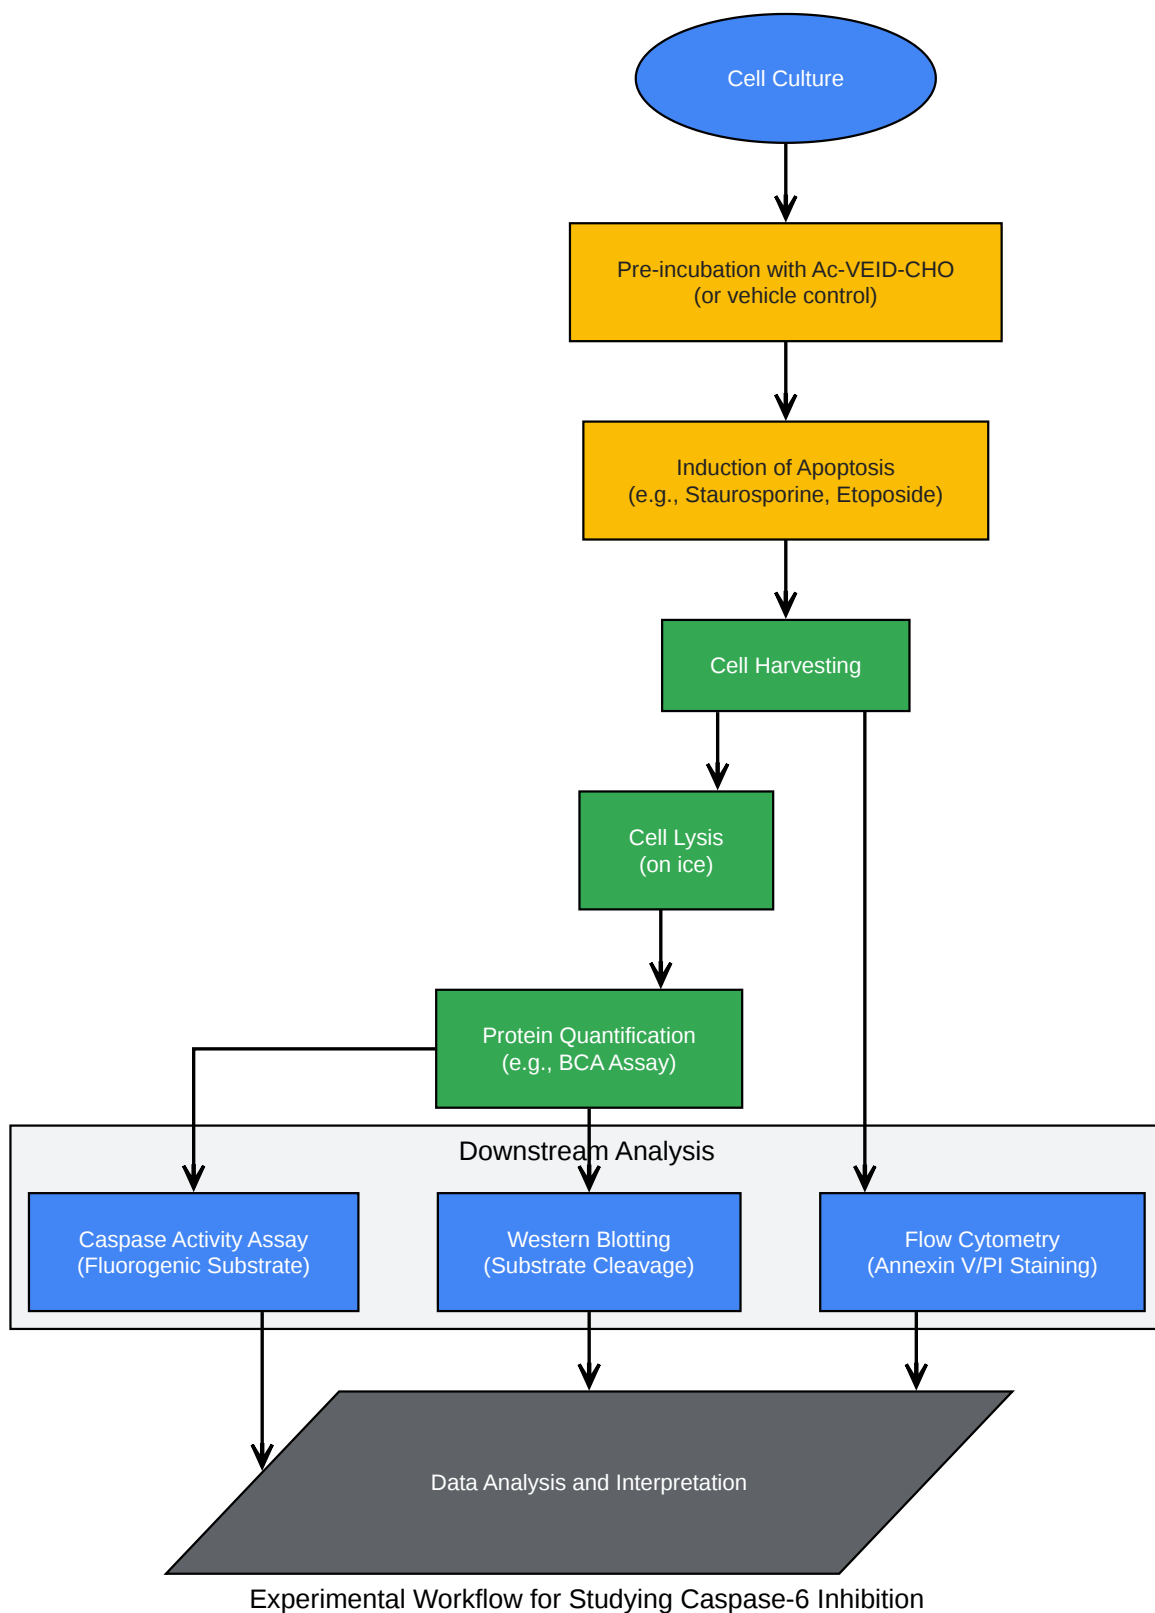 Cell Culture
Pre-incubation with Ac-VEID-CHO
(or vehicle control)
Induction of Apoptosis
(e.g., Staurosporine, Etoposide)
Cell Harvesting
Cell Lysis
(on ice)
Protein Quantification
(e.g., BCA Assay)
Downstream Analysis
Caspase Activity Assay
(Fluorogenic Substrate)
Western Blotting
(Substrate Cleavage)
Flow Cytometry
(Annexin V/PI Staining)
Data Analysis and Interpretation
Experimental Workflow for Studying Caspase-6 Inhibition